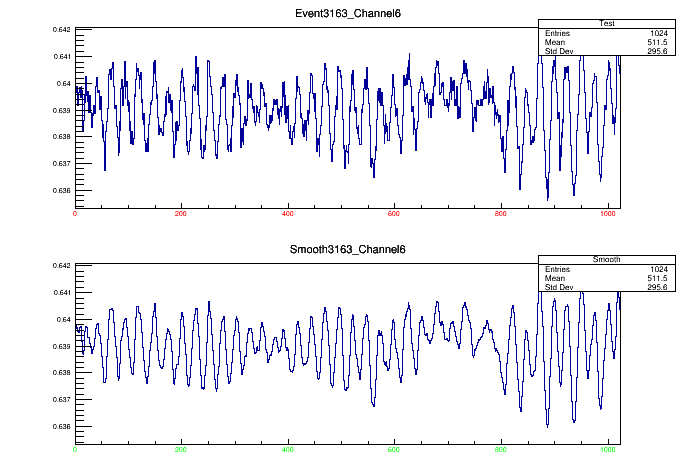 Event3163_Channel6
Test
Entries 1024
Mean 511.5
Std Dev 295.6
0.642
0.641
0.64
0.639
0.638
0.637
0.636
0 200 400 600 800 1000
Smooth3163_Channel6
Smooth
Entries 1024
Mean 511.5
Std Dev 295.6
0.642
0.641
0.64
0.639
0.638
0.637
0.636
0 200 400 600 800 1000